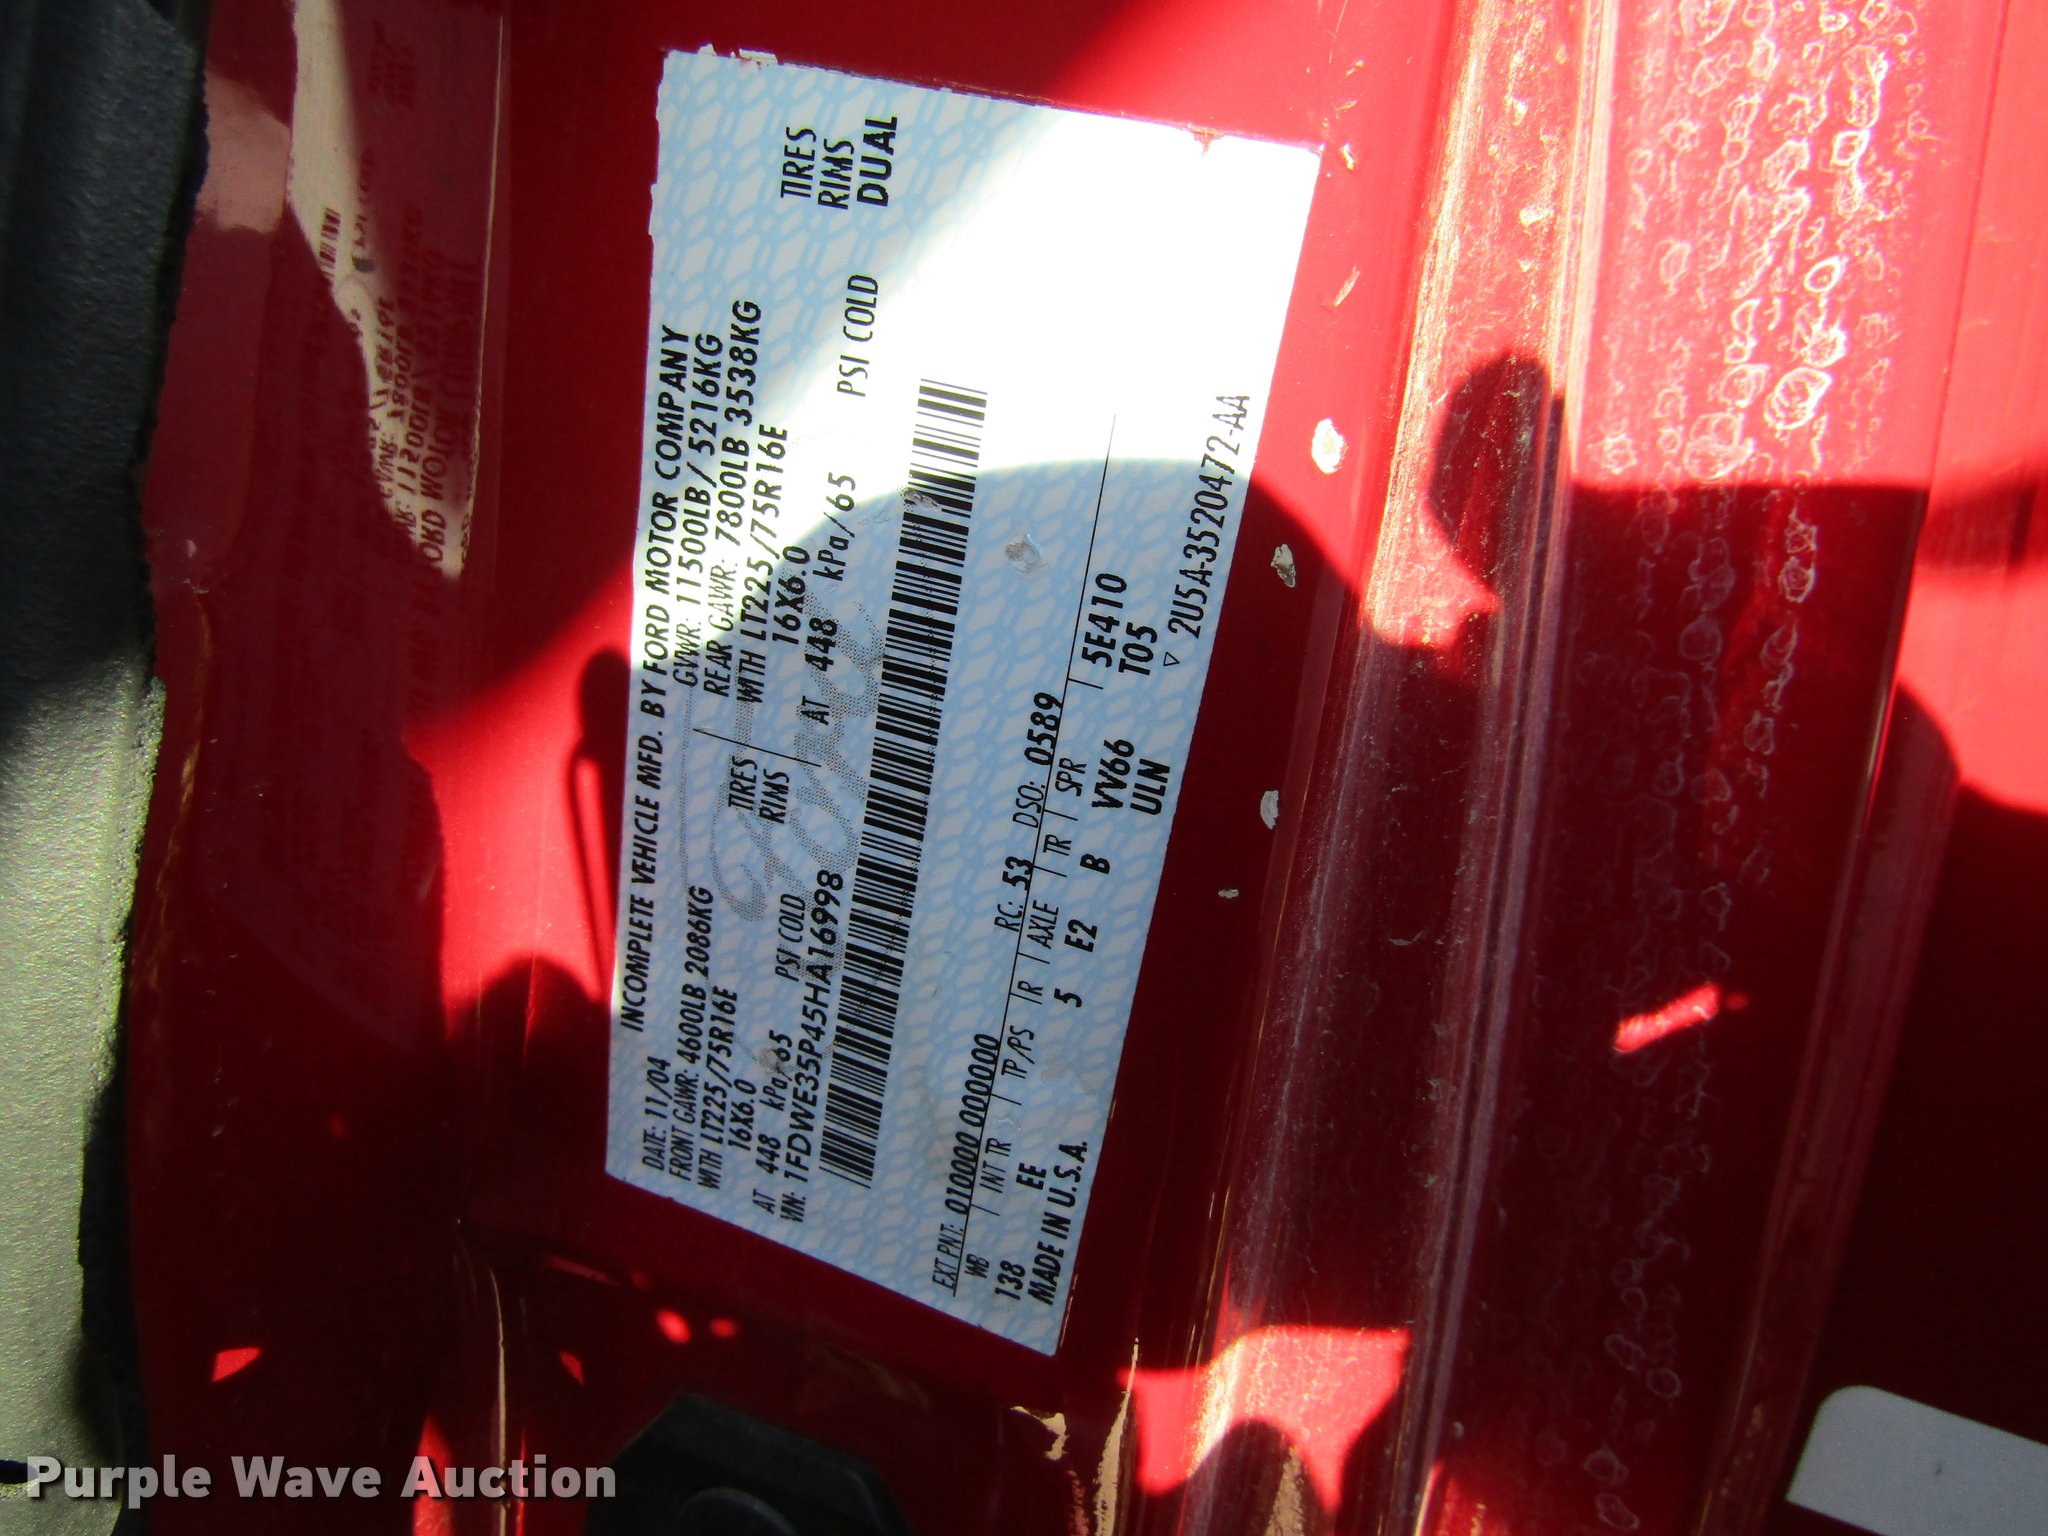 INCOMPLETE VEHICLE MFD. BY FORD MOTOR COMPANY
DATE: 11/04 GVWR: 11500LB / 5216KG
FRONT GAWR: 4600LB 2086KG REAR GAWR: 7800LB 3538KG
WITH LT225/75R16E TIRES WITH LT225/75R16E TIRES
16X6.0 RIMS 16X6.0 RIMS
AT 448 kPa/65 PSI COLD AT 448 kPa/65 PSI COLD DUAL
VIN: 1FDWE35P45HA16998
EXT PNT: 010000 000000 RC: 53 DSO: 0589
WB INT TR TP/PS R AXLE TR SPR
138 EE 5 E2 B VV66 5E410
MADE IN U.S.A. ULN T05
▽ 2U5A-3520472-AA
Purple Wave Auction